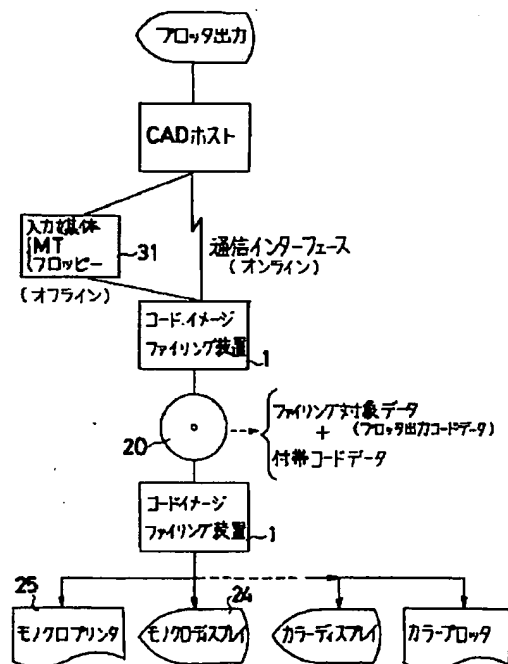 プロッタ出力
CADホスト
入力媒体
MT
フロッピー
31
(オフライン)
通信インターフェース
(オンライン)
コード.イメージ
ファイリング装置
1
20
ファイリング対象データ
+ (プロッタ出力コードデータ)
付帯コードデータ
コードイメージ
ファイリング装置
1
25
モノクロプリンタ
24
モノクロディスプレイ
カラーディスプレイ
カラープロッタ